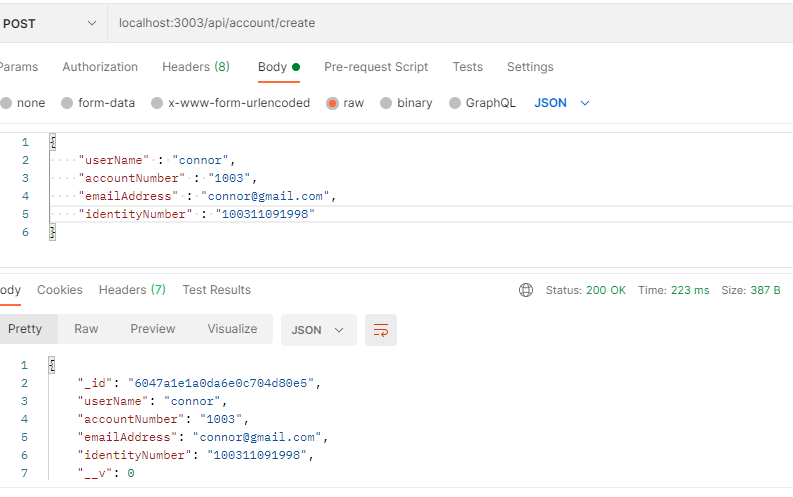 POST localhost:3003/api/account/create
Params Authorization Headers (8) Body Pre-request Script Tests Settings
none form-data x-www-form-urlencoded raw binary GraphQL JSON
1 {
2 "userName" : "connor",
3 "accountNumber" : "1003",
4 "emailAddress" : "connor@gmail.com",
5 "identityNumber" : "100311091998"
6 }
ody Cookies Headers (7) Test Results Status: 200 OK Time: 223 ms Size: 387 B
Pretty Raw Preview Visualize JSON
1 {
2 "_id": "6047a1e1a0da6e0c704d80e5",
3 "userName": "connor",
4 "accountNumber": "1003",
5 "emailAddress": "connor@gmail.com",
6 "identityNumber": "100311091998",
7 "__v": 0